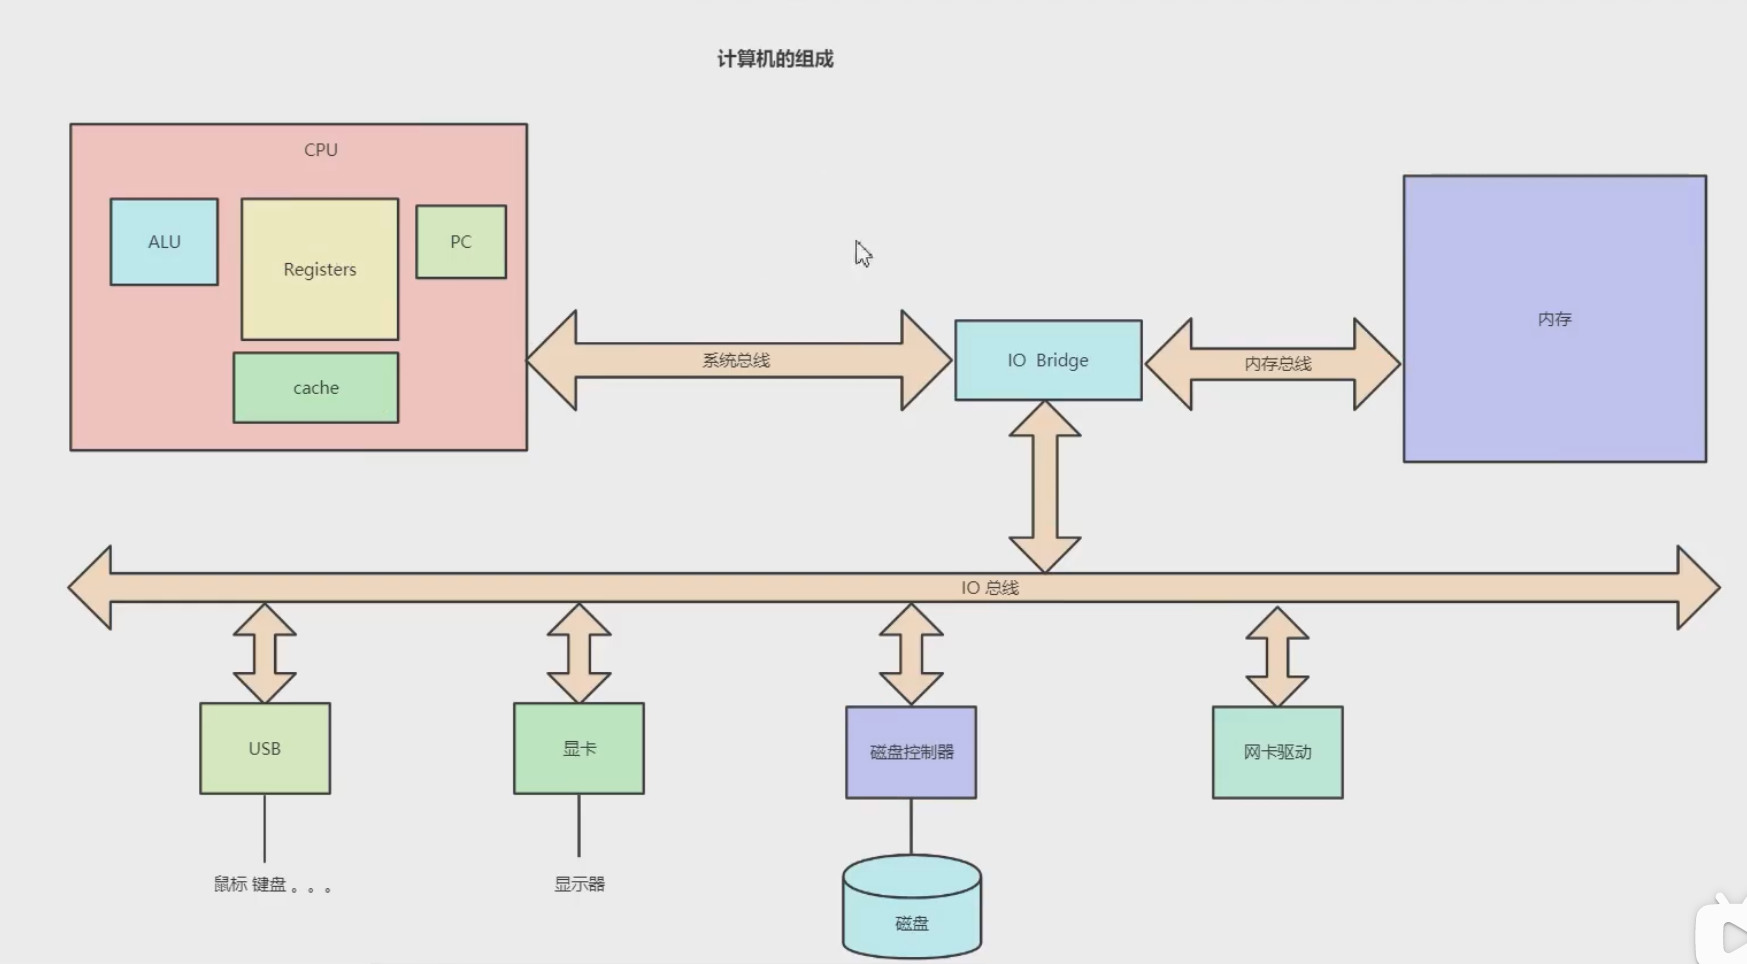 计算机的组成
CPU
ALU
Registers
PC
cache
系统总线
IO Bridge
内存总线
内存
IO 总线
USB
显卡
磁盘控制器
网卡驱动
鼠标 键盘 。。。
显示器
磁盘